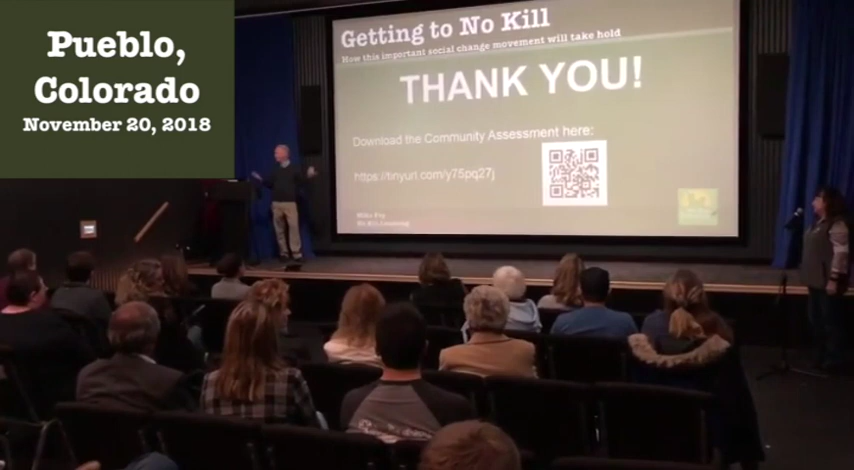 Pueblo,
Colorado
November 20, 2018
Getting to No Kill
How this important social change movement will take hold
THANK YOU!
Download the Community Assessment here:
https://tinyurl.com/y75pq27j